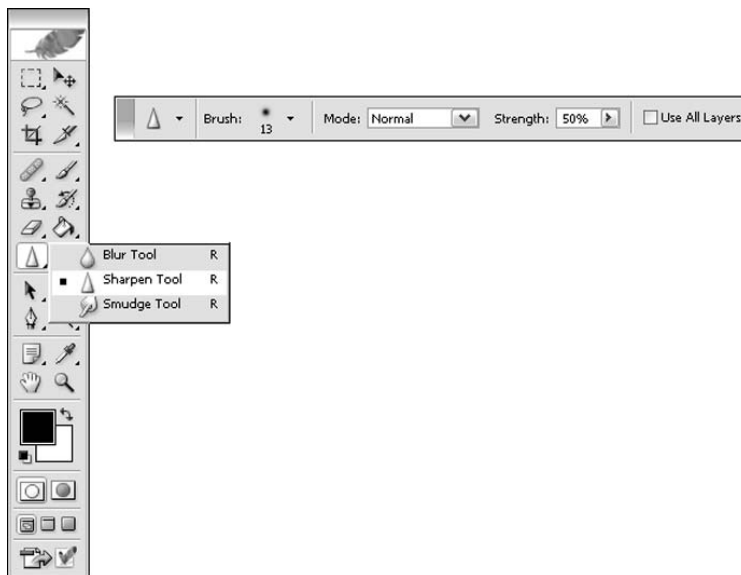 Brush: 13 Mode: Normal Strength: 50% Use All Layers
Blur Tool R
Sharpen Tool R
Smudge Tool R